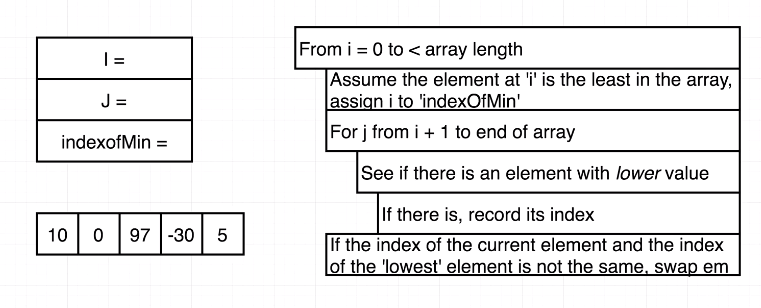 I =
J =
indexofMin =
10 0 97 -30 5
From i = 0 to < array length
Assume the element at 'i' is the least in the array,
assign i to 'indexOfMin'
For j from i + 1 to end of array
See if there is an element with lower value
If there is, record its index
If the index of the current element and the index
of the 'lowest' element is not the same, swap em